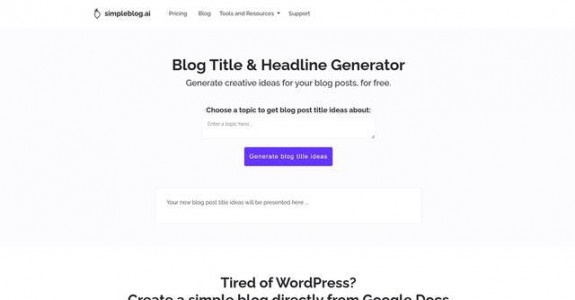 simpleblog.ai Pricing Blog Tools and Resources Support
Blog Title & Headline Generator
Generate creative ideas for your blog posts, for free.
Choose a topic to get blog post title ideas about:
Enter a topic here...
Generate blog title ideas
Your new blog post title ideas will be presented here ...
Tired of WordPress?
Create a simple blog directly from Google Docs